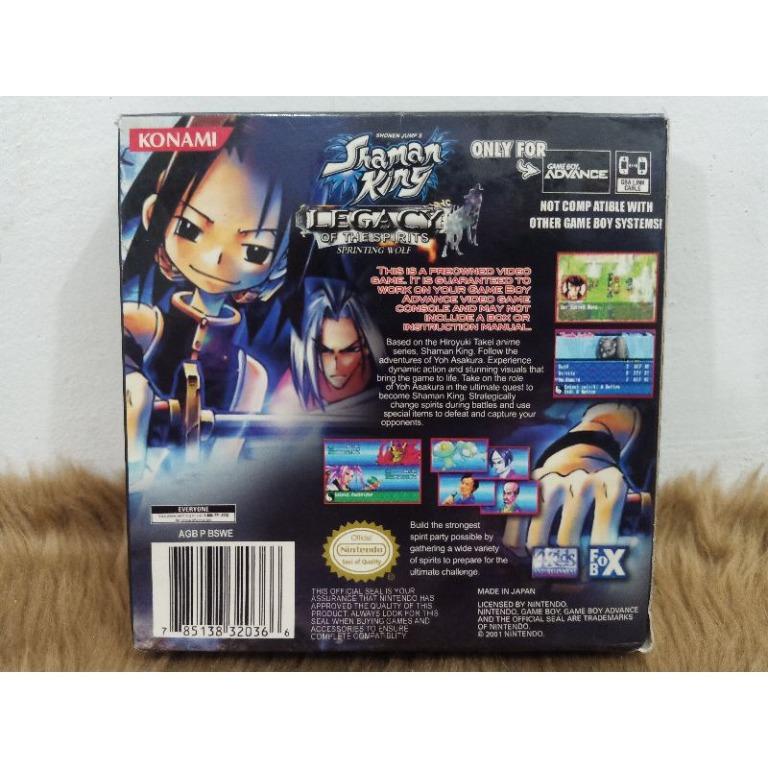 KONAMI
SHONEN JUMP'S
Shaman
King
LEGACY
OF THE SPIRITS
SPRINTING WOLF
ONLY FOR
GAME BOY
ADVANCE
GBA LINK
CABLE
NOT COMP ATIBLE WITH
OTHER GAME BOY SYSTEMS!
THIS IS A PREOWNED VIDEO
GAME. IT IS GUARANTEED TO
WORK ON YOUR GAME BOY
ADVANCE VIDEO GAME
CONSOLE AND MAY NOT
INCLUDE A BOX OR
INSTRUCTION MANUAL..
Based on the Hiroyuki Takei anime
series, Shaman King. Follow the
adventures of Yoh Asakura. Experience
dynamic action and stunning visuals that
bring the game to life. Take on the role
of Yoh Asakura in the ultimate quest to
become Shaman King. Strategically
change spirits during battles and use
special items to defeat and capture your
opponents.
EVERYONE
AGB P BSWE
7 85138 32036 6
Official
Nintendo
Seal of Quality
Build the strongest
spirit party possible by
gathering a wide variety
of spirits to prepare for the
ultimate challenge.
4Kids
ENTERTAINMENT
FOX
BOX
THIS OFFICIAL SEAL IS YOUR
ASSURANCE THAT NINTENDO HAS
APPROVED THE QUALITY OF THIS
PRODUCT. ALWAYS LOOK FOR THIS
SEAL WHEN BUYING GAMES AND
ACCESSORIES TO ENSURE
COMPLETE COMPATIBILITY
MADE IN JAPAN
LICENSED BY NINTENDO.
NINTENDO, GAME BOY, GAME BOY ADVANCE
AND THE OFFICIAL SEAL ARE TRADEMARKS
OF NINTENDO.
© 2001 NINTENDO.